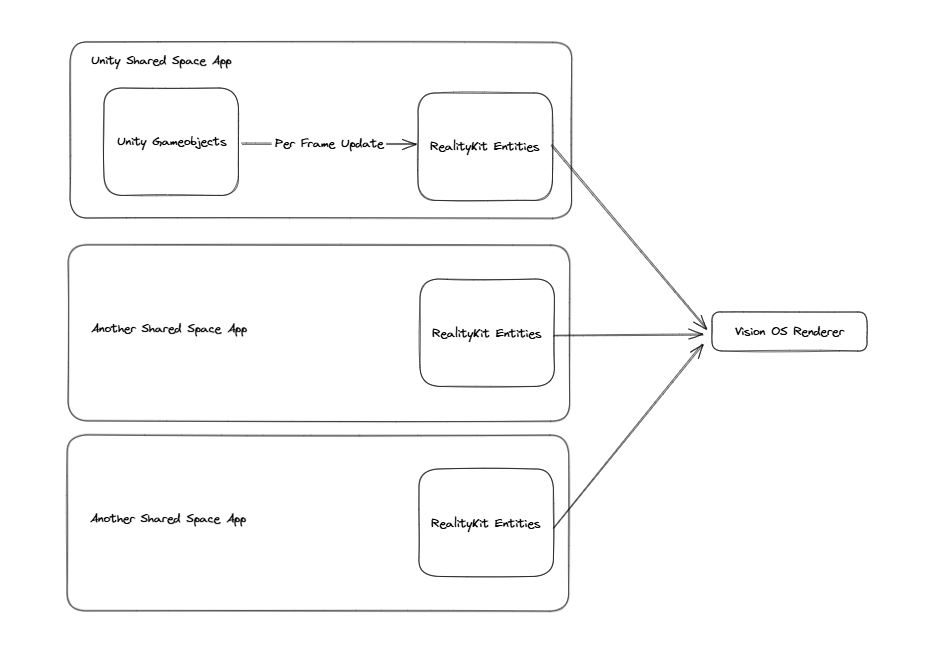 Unity Shared Space App
Unity Gameobjects
Per Frame Update
RealityKit Entities
Another Shared Space App
RealityKit Entities
Vision OS Renderer
Another Shared Space App
RealityKit Entities